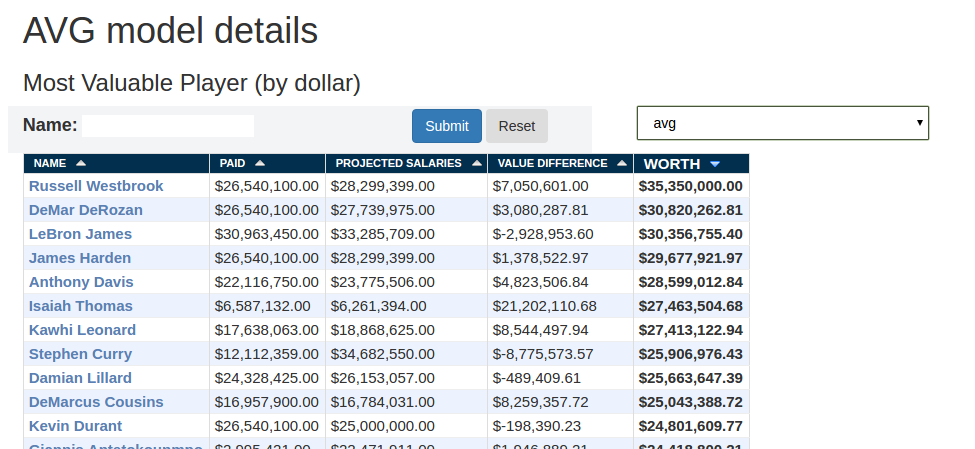 AVG model details
Most Valuable Player (by dollar)
Name: Submit Reset avg
NAME PAID PROJECTED SALARIES VALUE DIFFERENCE WORTH
Russell Westbrook $26,540,100.00 $28,299,399.00 $7,050,601.00 $35,350,000.00
DeMar DeRozan $26,540,100.00 $27,739,975.00 $3,080,287.81 $30,820,262.81
LeBron James $30,963,450.00 $33,285,709.00 $-2,928,953.60 $30,356,755.40
James Harden $26,540,100.00 $28,299,399.00 $1,378,522.97 $29,677,921.97
Anthony Davis $22,116,750.00 $23,775,506.00 $4,823,506.84 $28,599,012.84
Isaiah Thomas $6,587,132.00 $6,261,394.00 $21,202,110.68 $27,463,504.68
Kawhi Leonard $17,638,063.00 $18,868,625.00 $8,544,497.94 $27,413,122.94
Stephen Curry $12,112,359.00 $34,682,550.00 $-8,775,573.57 $25,906,976.43
Damian Lillard $24,328,425.00 $26,153,057.00 $-489,409.61 $25,663,647.39
DeMarcus Cousins $16,957,900.00 $16,784,031.00 $8,259,357.72 $25,043,388.72
Kevin Durant $26,540,100.00 $25,000,000.00 $-198,390.23 $24,801,609.77